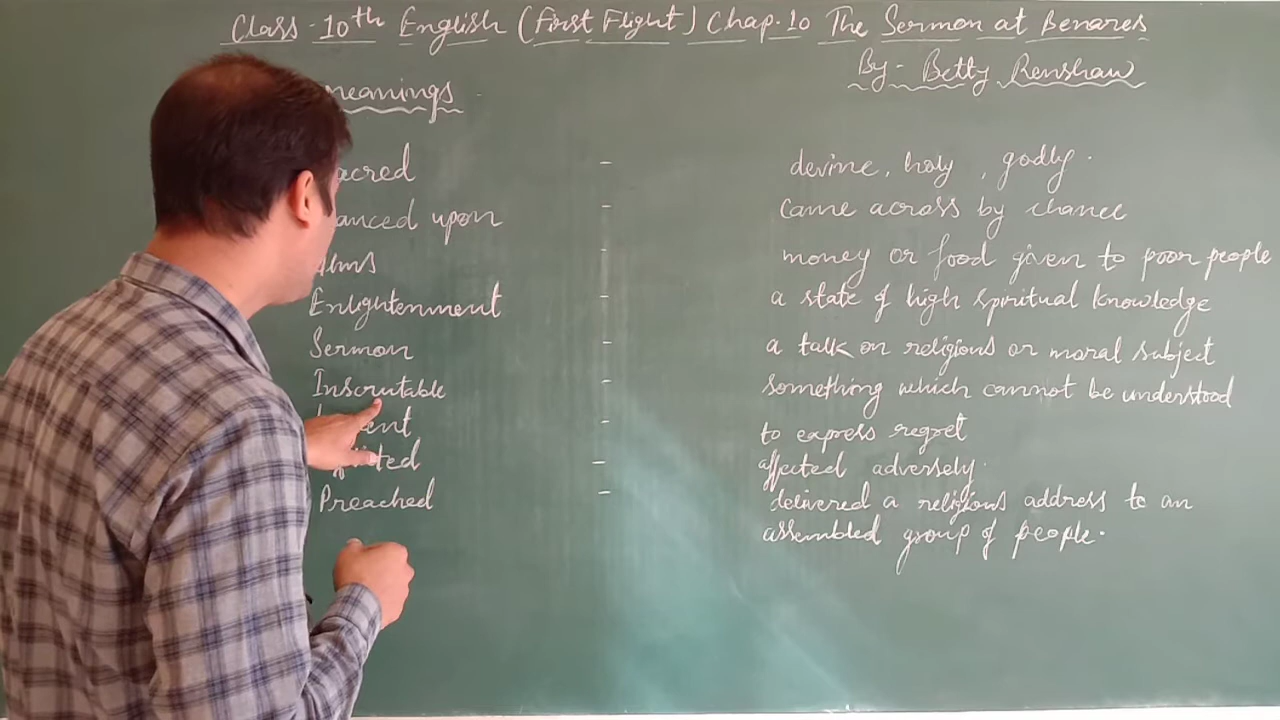 Class - 10th English (First Flight) Chap. 10 The Sermon at Benares
By - Betty Renshaw
meanings
acred - devine, holy, godly.
anced upon - Came across by chance
Alms - money or food given to poor people
Enlightenment - a state of high spiritual knowledge
Sermon - a talk on religious or moral subject
Inscrutable - something which cannot be understood
ent - to express regret
ted - affected adversely.
Preached - delivered a religious address to an
assembled group of people.